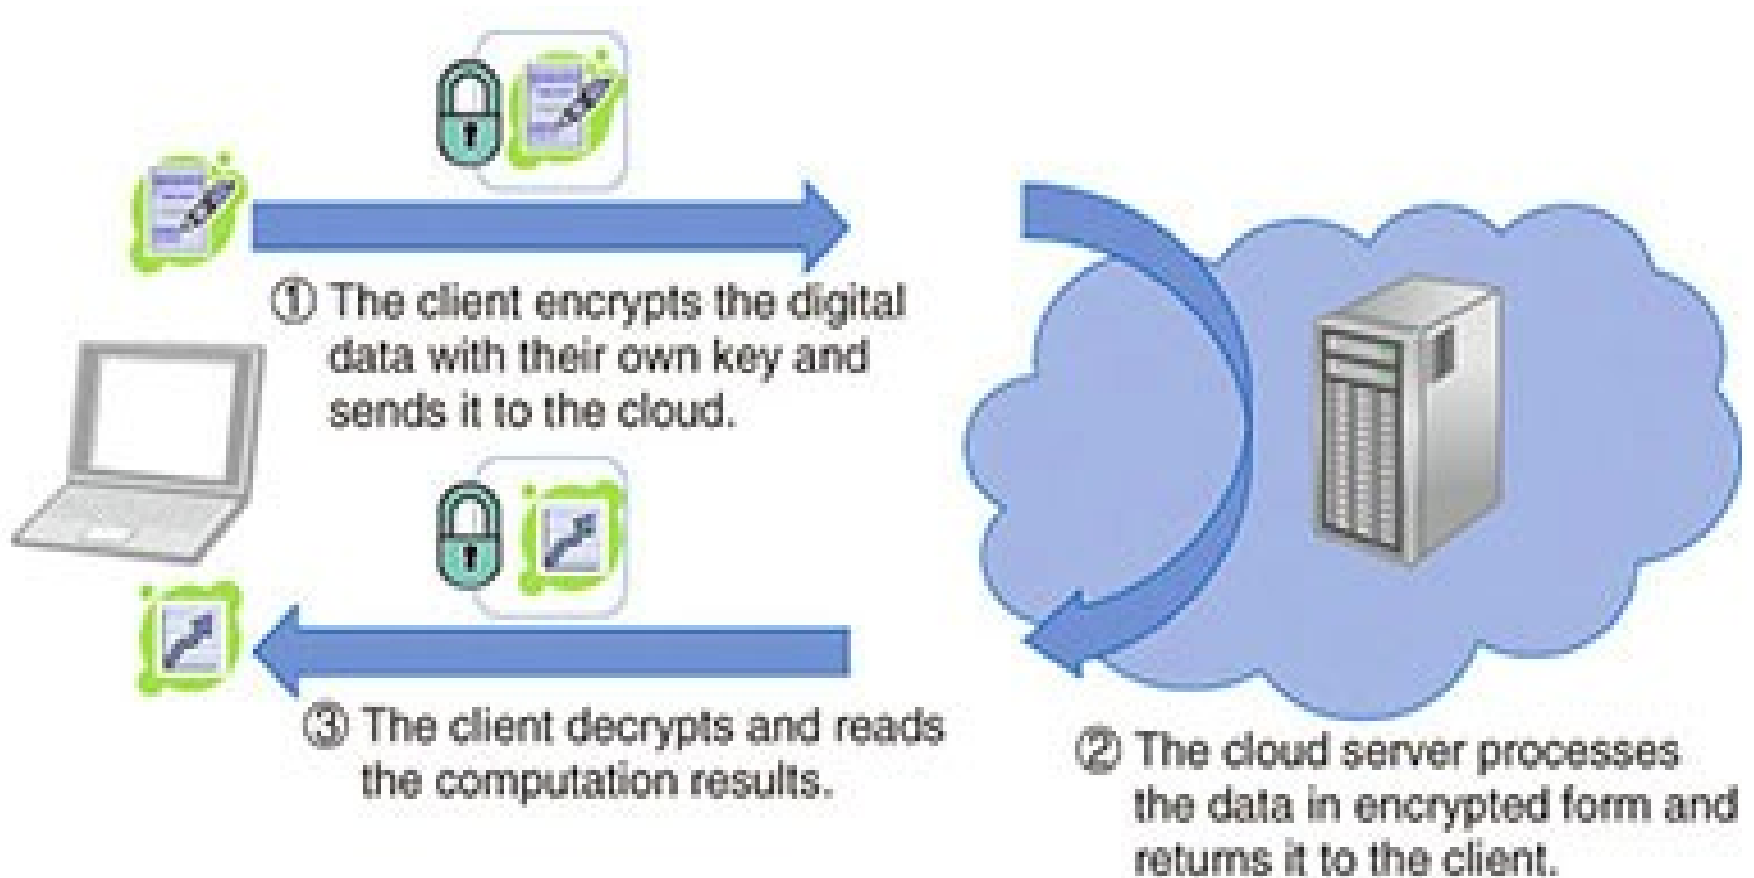 ① The client encrypts the digital
data with their own key and
sends it to the cloud.
② The cloud server processes
the data in encrypted form and
returns it to the client.
③ The client decrypts and reads
the computation results.